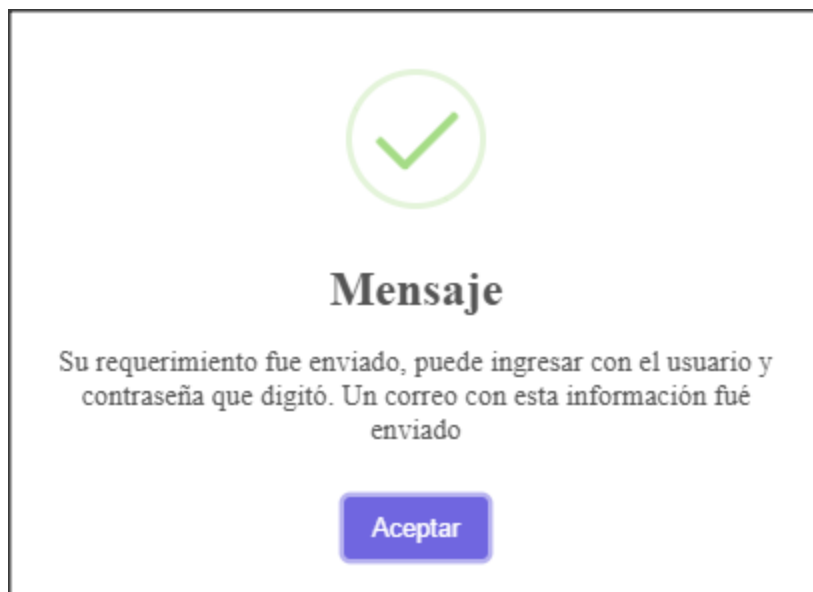 Mensaje
Su requerimiento fue enviado, puede ingresar con el usuario y
contraseña que digitó. Un correo con esta información fué
enviado
Aceptar